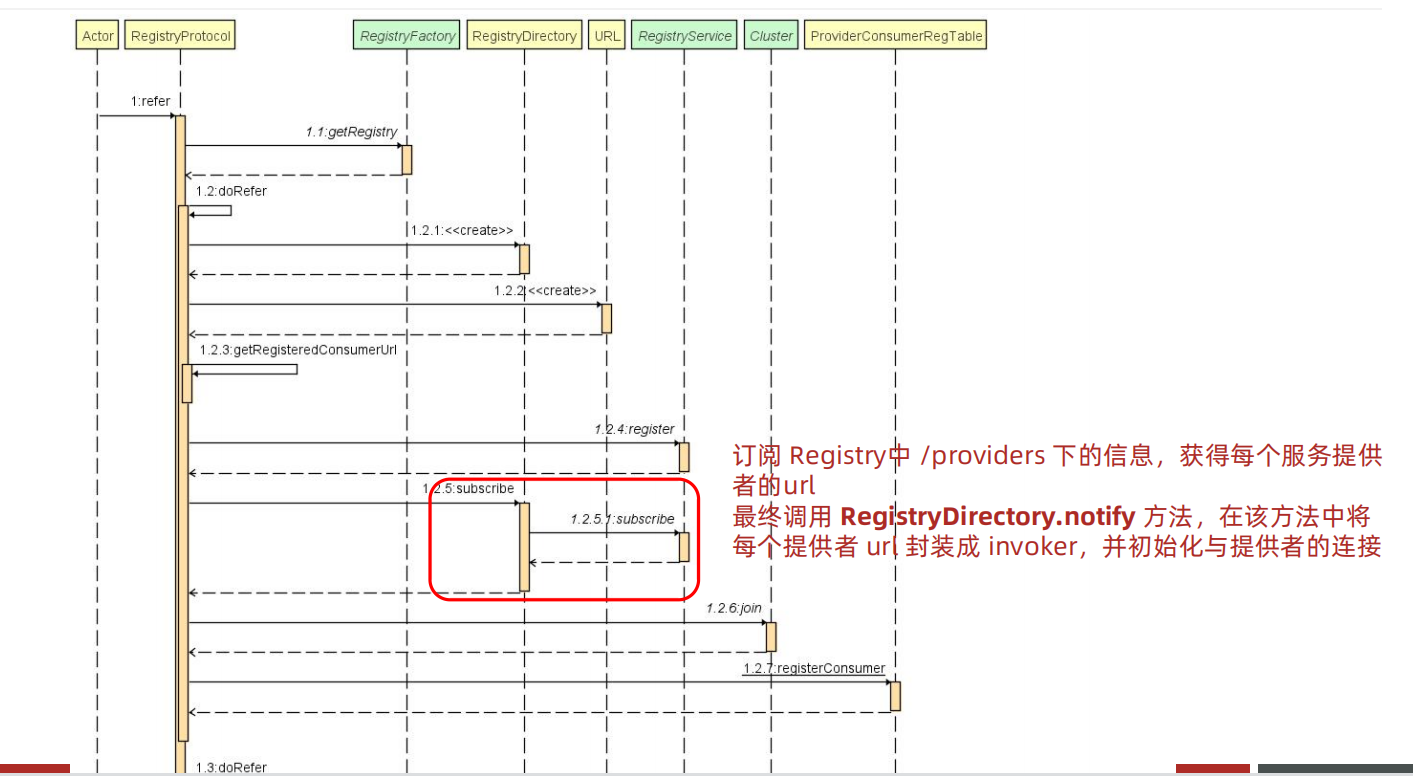 Actor
RegistryProtocol
RegistryFactory
RegistryDirectory
URL
RegistryService
Cluster
ProviderConsumerRegTable
1:refer
1.1:getRegistry
1.2:doRefer
1.2.1:<<create>>
1.2.2:<<create>>
1.2.3:getRegisteredConsumerUrl
1.2.4:register
订阅 Registry中 /providers 下的信息，获得每个服务提供
者的url
1.2.5:subscribe
1.2.5.1:subscribe
最终调用 RegistryDirectory.notify 方法，在该方法中将
每个提供者 url 封装成 invoker，并初始化与提供者的连接
1.2.6:join
1.2.7:registerConsumer
1.3:doRefer